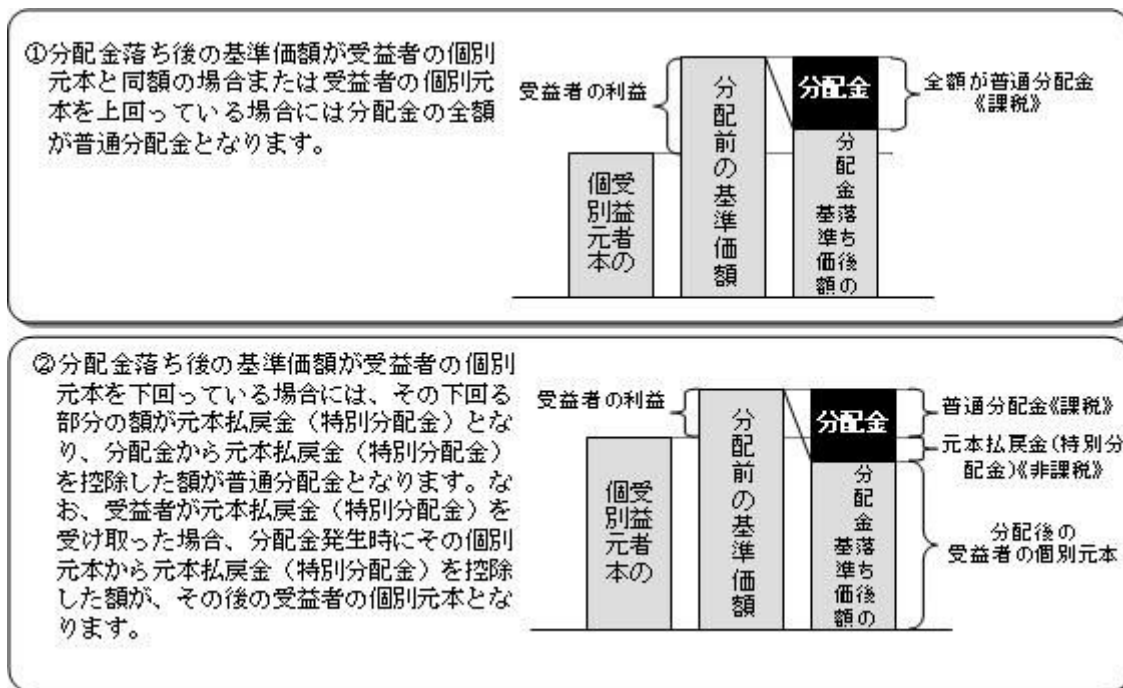 ①分配金落ち後の基準価額が受益者の個別
元本と同額の場合または受益者の個別元
本を上回っている場合には分配金の全額
が普通分配金となります。
受益者の利益
受益者の
個別元本
分配前の基準価額
分配金
分配金落ち後の
基準価額
全額が普通分配金
《課税》
②分配金落ち後の基準価額が受益者の個別
元本を下回っている場合には、その下回る
部分の額が元本払戻金（特別分配金）とな
り、分配金から元本払戻金（特別分配金）
を控除した額が普通分配金となります。な
お、受益者が元本払戻金（特別分配金）を
受け取った場合、分配金発生時にその個別
元本から元本払戻金（特別分配金）を控除
した額が、その後の受益者の個別元本とな
ります。
受益者の利益
受益者の
個別元本
分配前の基準価額
分配金
分配金落ち後の
基準価額
普通分配金《課税》
元本払戻金(特別分
配金)《非課税》
分配後の
受益者の個別元本